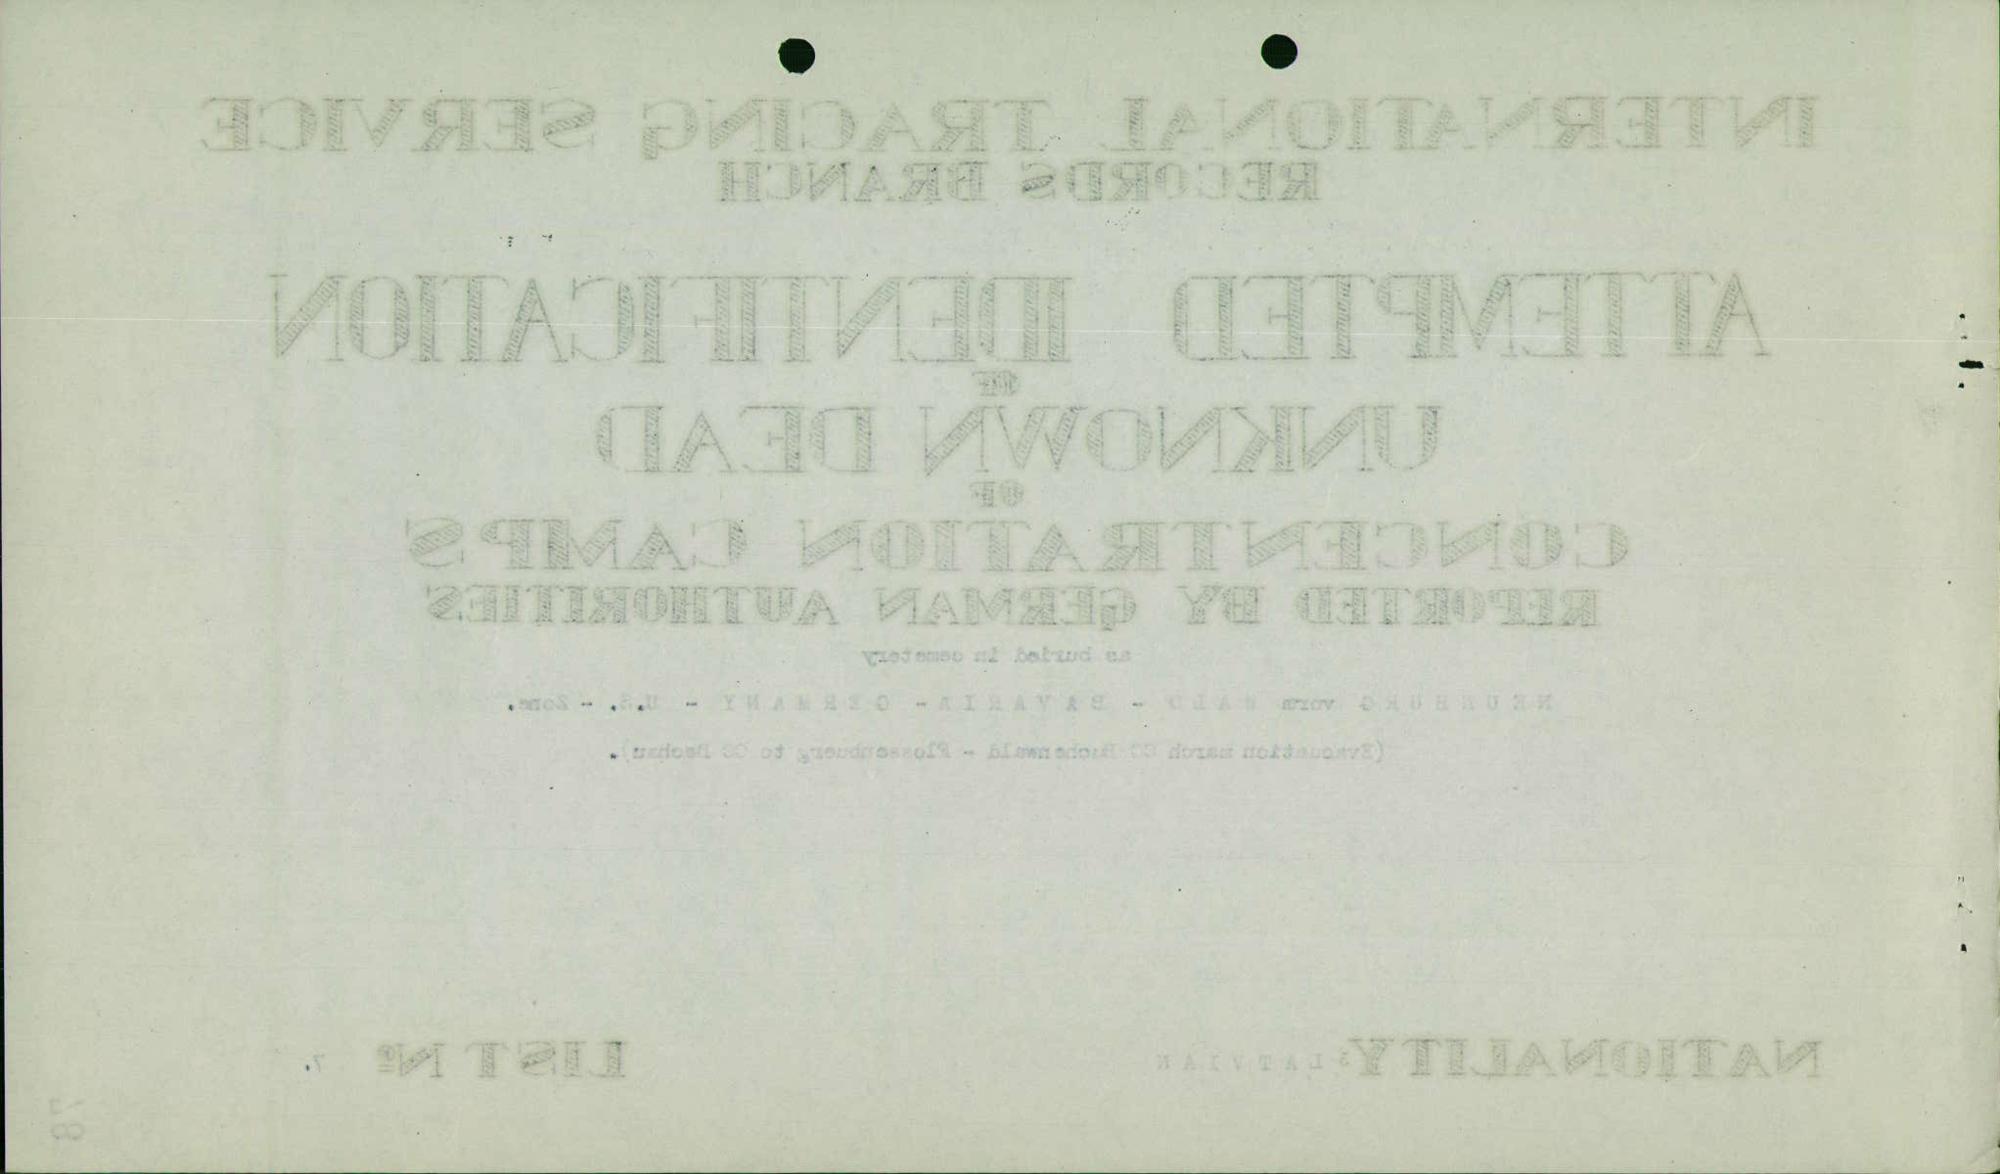 INTERNATIONAL TRACING SERVICE
RECORDS BRANCH
ATTEMPTED IDENTIFICATION
OF
UNKNOWN DEAD
OF
CONCENTRATION CAMPS
REPORTED BY GERMAN AUTHORITIES
as buried in cemetery
NEUNBURG vorm WALD - BAVARIA - GERMANY - U.S. - Zone.
(Evacuation march CC Buchenwald - Flossenbuerg to CC Dachau).
NATIONALITY: LATVIAN LIST Nº 7.
78